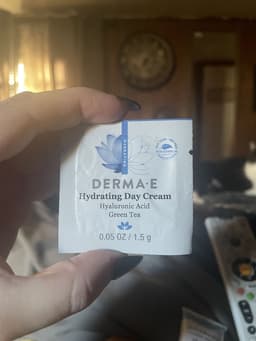 DERMA·E
Hydrating Day Cream
Hyaluronic Acid
Green Tea
0.05 OZ / 1.5 g